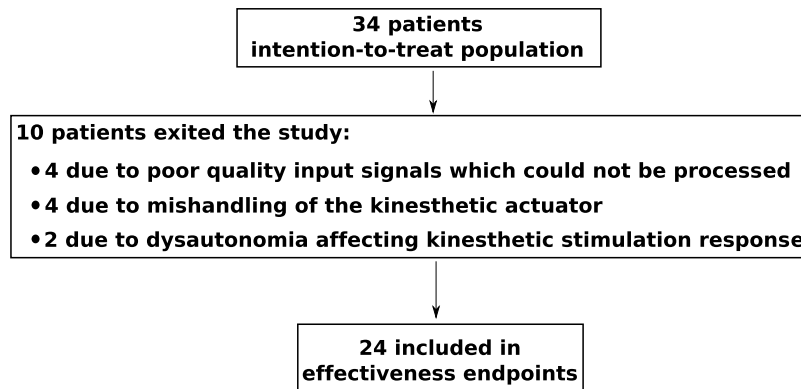 34 patients
intention-to-treat population
10 patients exited the study:
•4 due to poor quality input signals which could not be processed
•4 due to mishandling of the kinesthetic actuator
•2 due to dysautonomia affecting kinesthetic stimulation response
24 included in
effectiveness endpoints